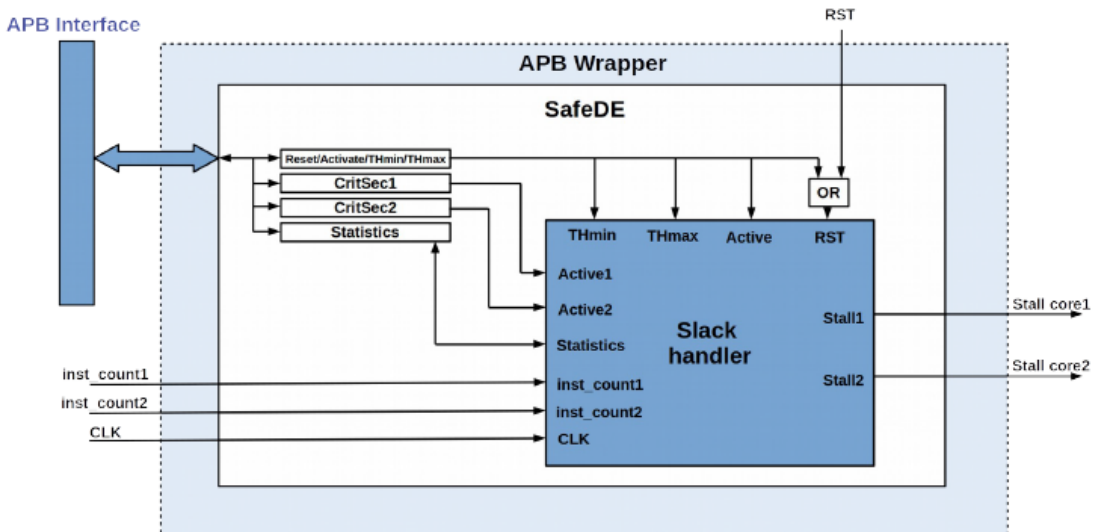 RST
APB Interface
APB Wrapper
SafeDE
Reset/Activate/THmin/THmax
CritSec1
CritSec2
Statistics
OR
THmin
THmax
Active
RST
Active1
Active2
Statistics
inst_count1
inst_count2
CLK
Slack
handler
Stall1
Stall2
Stall core1
Stall core2
inst_count1
inst_count2
CLK